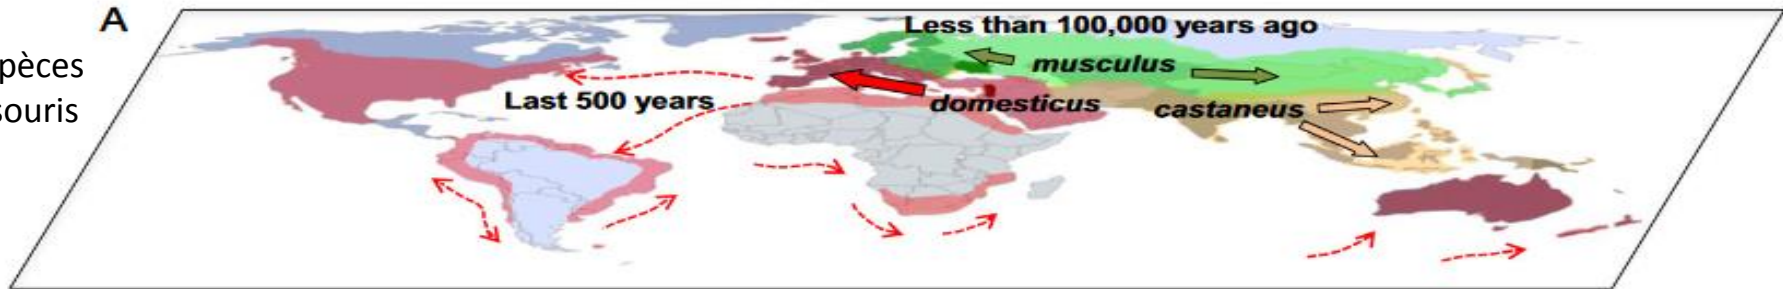 A
pèces
souris
Less than 100,000 years ago
musculus
Last 500 years
domesticus
castaneus